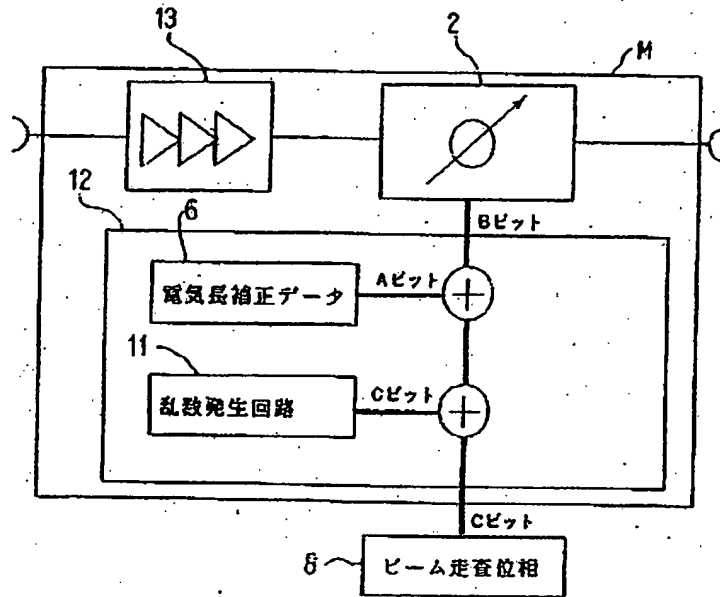 13
2
M
12
6
Bビット
電気長補正データ
Aビット
11
乱数発生回路
Cビット
Cビット
8
ビーム走査位相